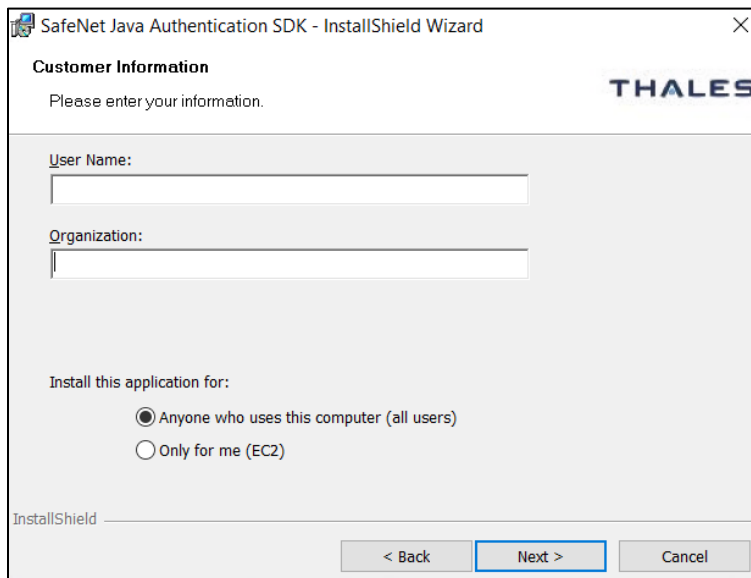 SafeNet Java Authentication SDK - InstallShield Wizard
Customer Information
Please enter your information.
THALES
User Name:
Organization:
Install this application for:
Anyone who uses this computer (all users)
Only for me (EC2)
InstallShield
< Back Next > Cancel